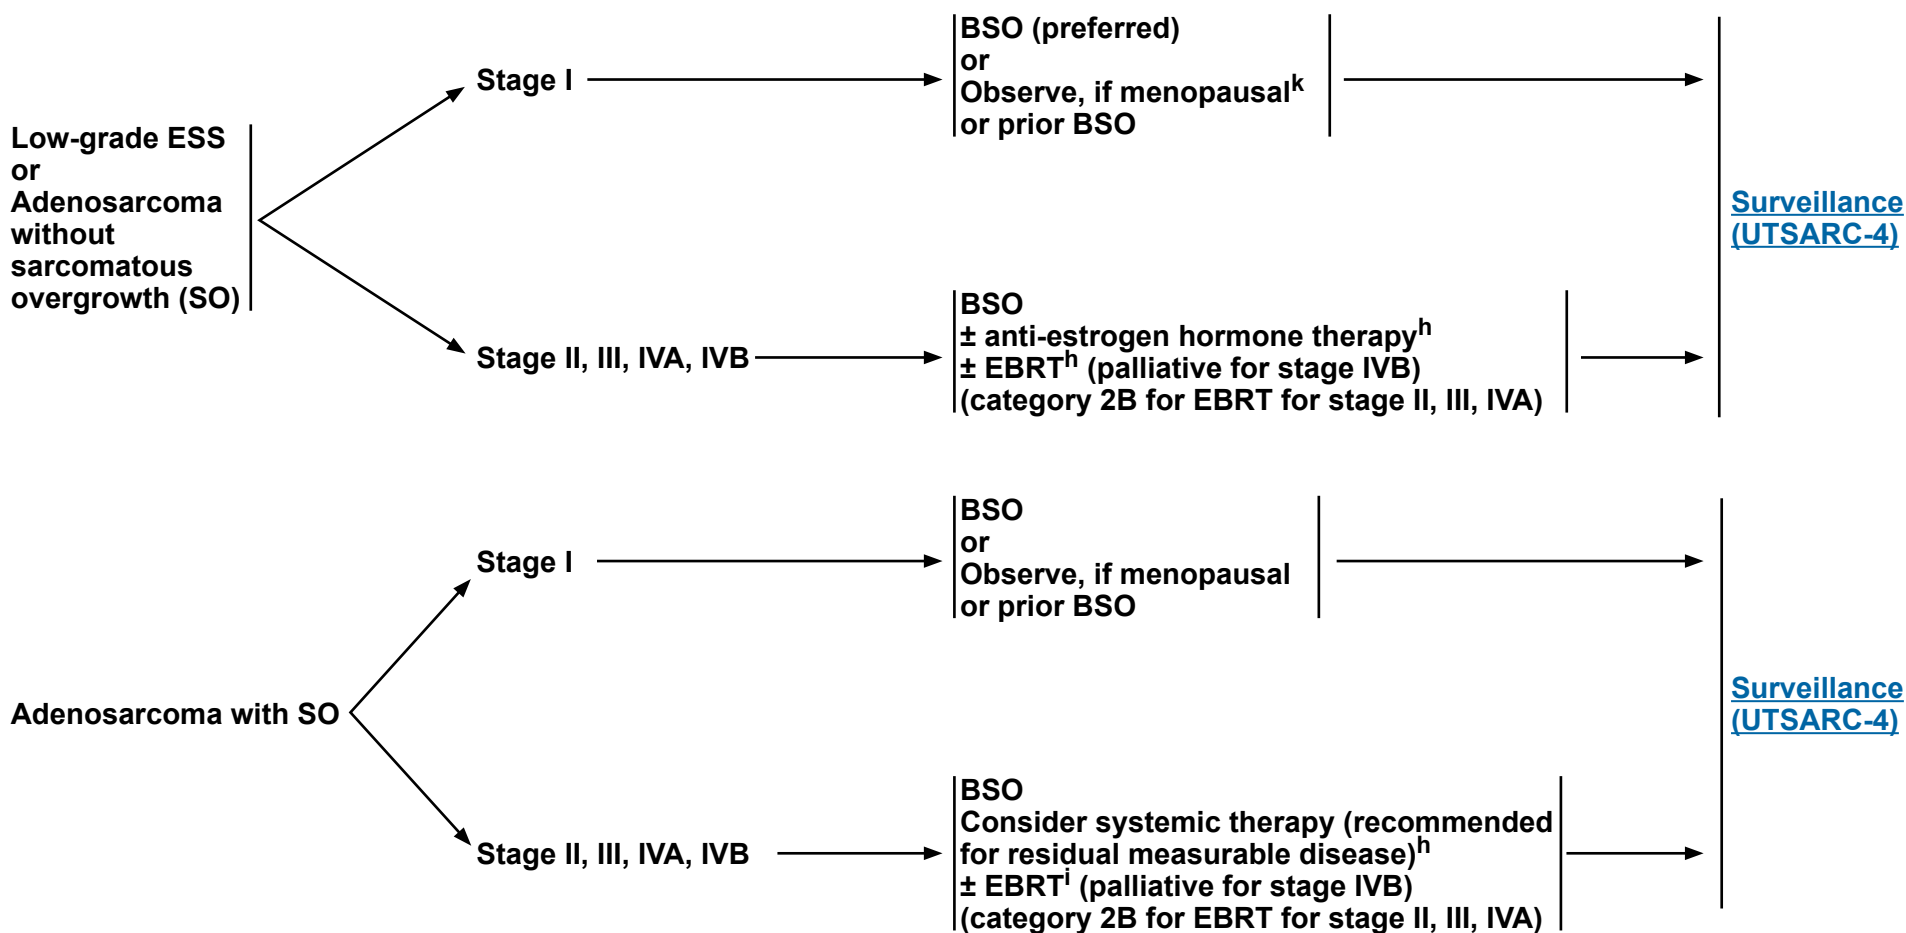 Low-grade ESS
or
Adenosarcoma
without
sarcomatous
overgrowth (SO)
Stage I
BSO (preferred)
or
Observe, if menopausalᵏ
or prior BSO
Stage II, III, IVA, IVB
BSO
± anti-estrogen hormone therapyʰ
± EBRTʰ (palliative for stage IVB)
(category 2B for EBRT for stage II, III, IVA)
Surveillance
(UTSARC-4)
Adenosarcoma with SO
Stage I
BSO
or
Observe, if menopausal
or prior BSO
Stage II, III, IVA, IVB
BSO
Consider systemic therapy (recommended
for residual measurable disease)ʰ
± EBRTⁱ (palliative for stage IVB)
(category 2B for EBRT for stage II, III, IVA)
Surveillance
(UTSARC-4)